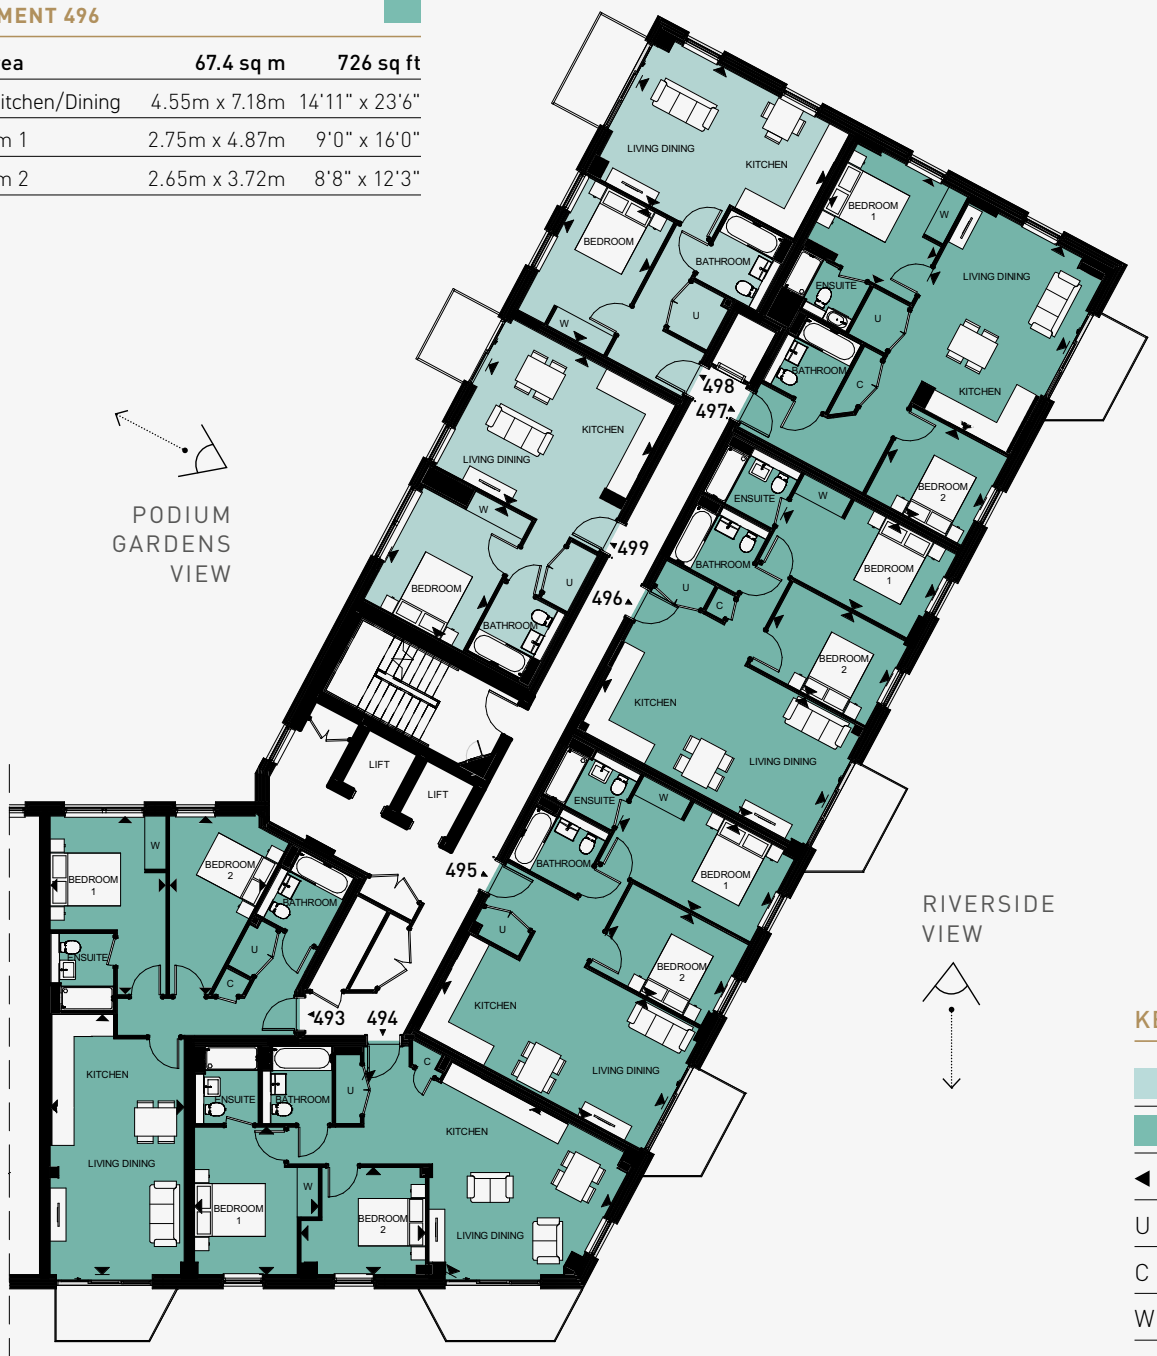 MENT 496
ea 67.4 sq m 726 sq ft
itchen/Dining 4.55m x 7.18m 14'11" x 23'6"
m 1 2.75m x 4.87m 9'0" x 16'0"
m 2 2.65m x 3.72m 8'8" x 12'3"
LIVING DINING
KITCHEN
BEDROOM
BATHROOM
W
U
BEDROOM
1
W
LIVING DINING
ENSUITE
U
BATHROOM
C
KITCHEN
BEDROOM
2
498
497
KITCHEN
LIVING DINING
W
BEDROOM
U
BATHROOM
499
496
ENSUITE
W
BATHROOM
BEDROOM
1
U
C
BEDROOM
2
KITCHEN
LIVING DINING
PODIUM
GARDENS
VIEW
LIFT
LIFT
495
ENSUITE
W
BATHROOM
BEDROOM
1
U
BEDROOM
2
KITCHEN
LIVING DINING
RIVERSIDE
VIEW
W
BEDROOM
1
BEDROOM
2
BATHROOM
ENSUITE
U
C
493
494
KITCHEN
LIVING DINING
ENSUITE
BATHROOM
U
C
KITCHEN
W
BEDROOM
1
BEDROOM
2
LIVING DINING
KE
U
C
W